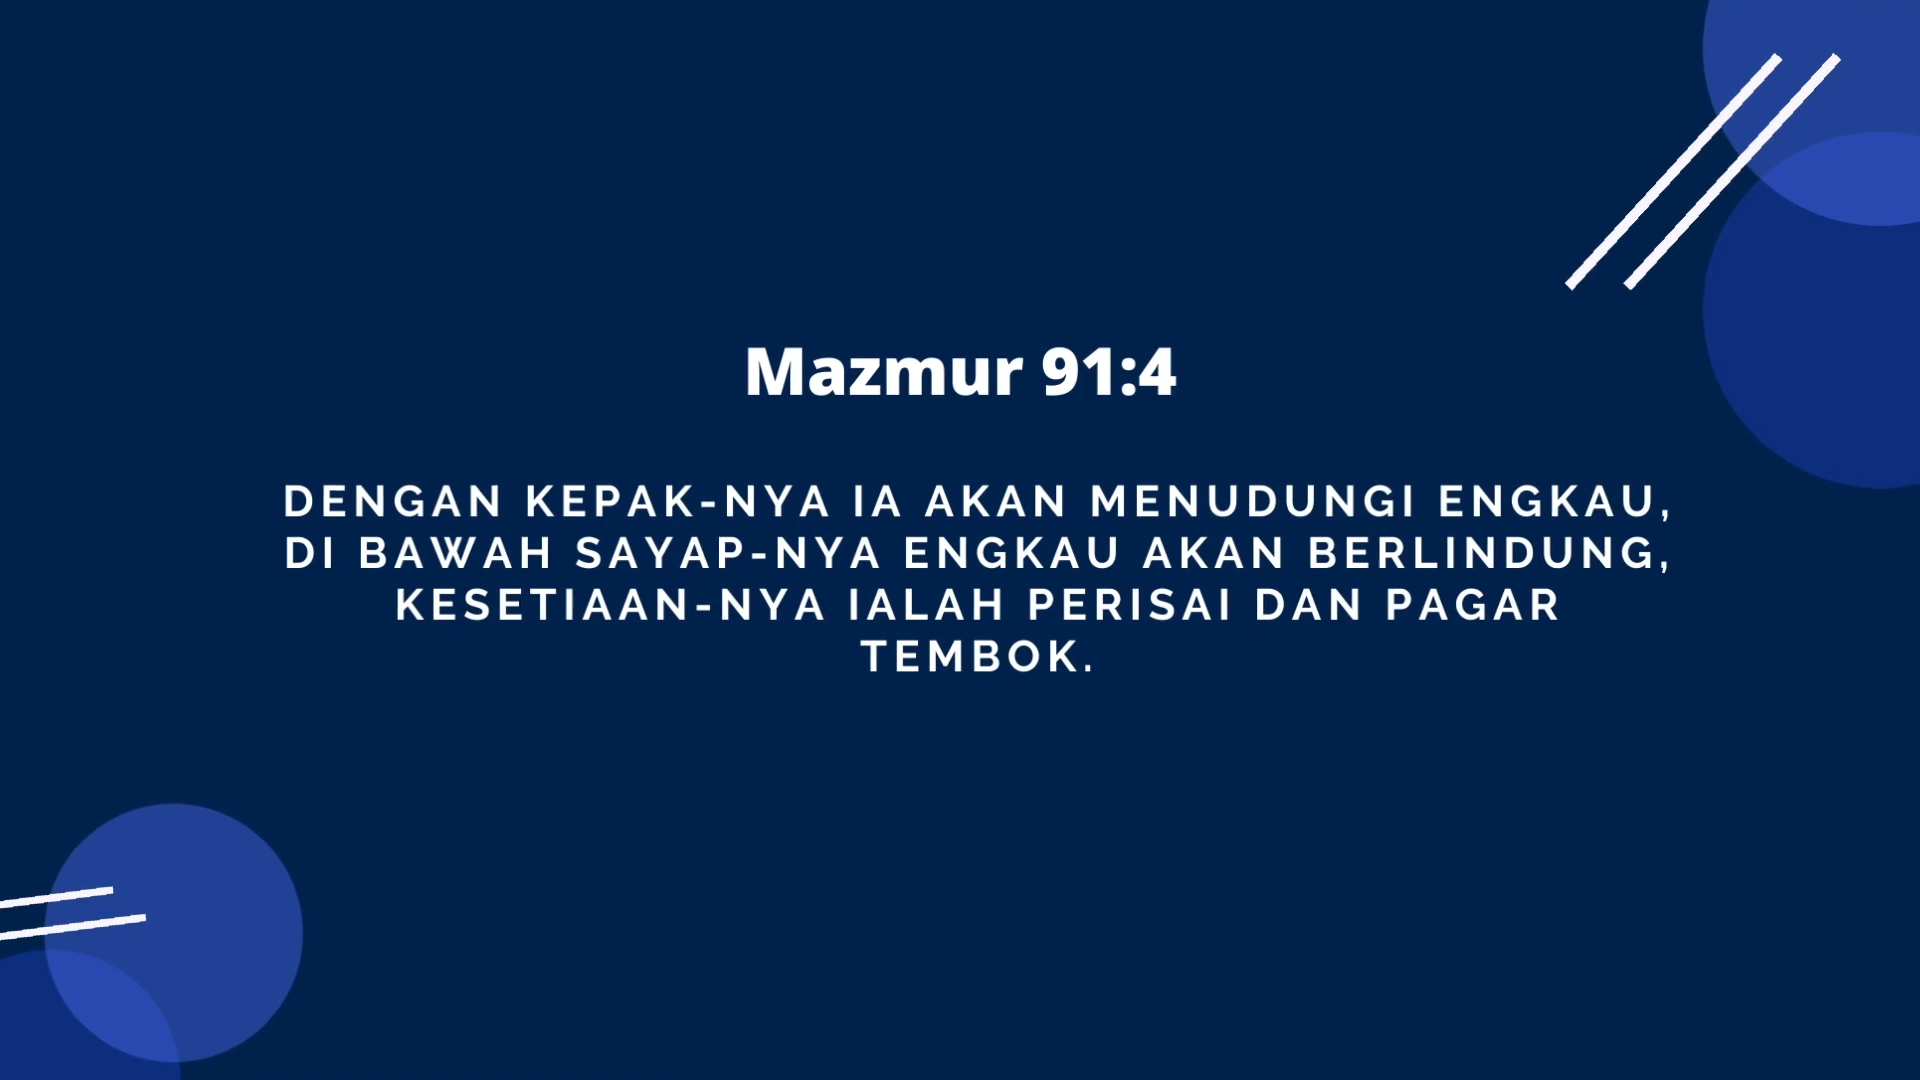 Mazmur 91:4
DENGAN KEPAK-NYA IA AKAN MENUDUNGI ENGKAU,
DI BAWAH SAYAP-NYA ENGKAU AKAN BERLINDUNG,
KESETIAAN-NYA IALAH PERISAI DAN PAGAR
TEMBOK.